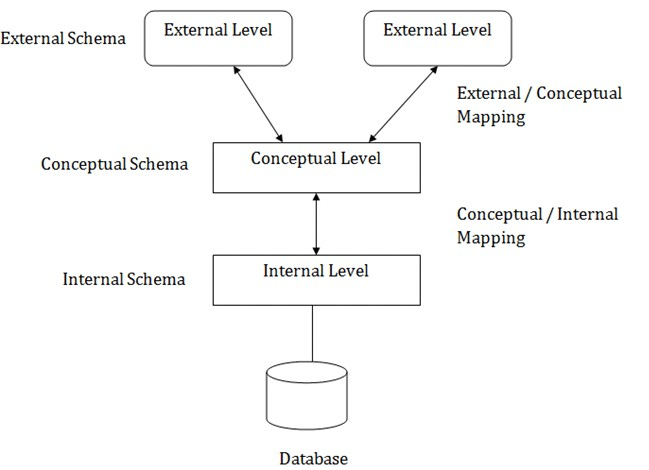 External Level
External Level
External Schema
External / Conceptual
Mapping
Conceptual Schema
Conceptual Level
Conceptual / Internal
Mapping
Internal Schema
Internal Level
Database